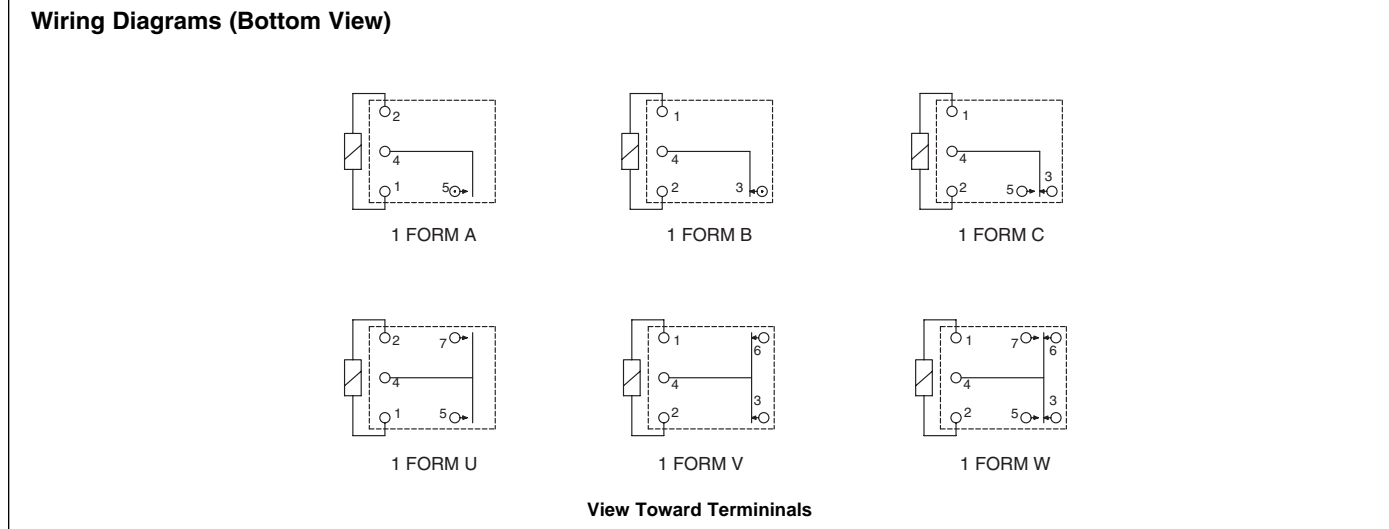 Wiring Diagrams (Bottom View)
2
4
1 5
1 FORM A
1
4
2 3
1 FORM B
1
4
3
2 5
1 FORM C
2 7
4
1 5
1 FORM U
1
6
4
3
2
1 FORM V
1 7
6
4
3
2 5
1 FORM W
View Toward Termininals